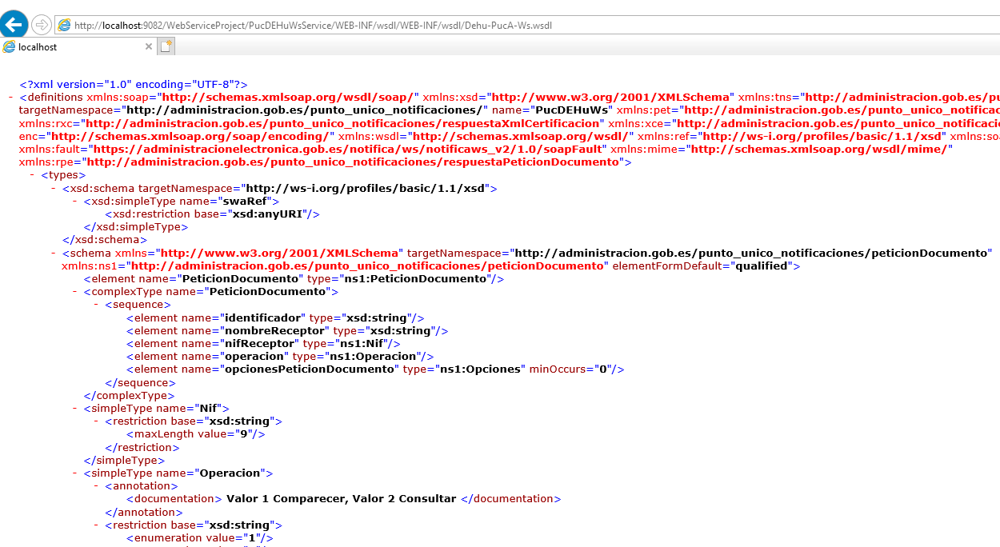 http://localhost:9082/WebServiceProject/PucDEHuWsService/WEB-INF/wsdl/WEB-INF/wsdl/Dehu-PucA-Ws.wsdl
localhost
<?xml version="1.0" encoding="UTF-8"?>
- <definitions xmlns:soap="http://schemas.xmlsoap.org/wsdl/soap/" xmlns:xsd="http://www.w3.org/2001/XMLSchema" xmlns:tns="http://administracion.gob.es/pu
targetNamespace="http://administracion.gob.es/punto_unico_notificaciones/" name="PucDEHuWs" xmlns:pet="http://administracion.gob.es/punto_unico_notificacio
xmlns:rxc="http://administracion.gob.es/punto_unico_notificaciones/respuestaXmlCertificacion" xmlns:xce="http://administracion.gob.es/punto_unico_notificacio
enc="http://schemas.xmlsoap.org/soap/encoding/" xmlns:wsdl="http://schemas.xmlsoap.org/wsdl/" xmlns:ref="http://ws-i.org/profiles/basic/1.1/xsd" xmlns:soa
xmlns:fault="https://administracionelectronica.gob.es/notifica/ws/notificaws_v2/1.0/soapFault" xmlns:mime="http://schemas.xmlsoap.org/wsdl/mime/"
xmlns:rpe="http://administracion.gob.es/punto_unico_notificaciones/respuestaPeticionDocumento">
- <types>
- <xsd:schema targetNamespace="http://ws-i.org/profiles/basic/1.1/xsd">
- <xsd:simpleType name="swaRef">
<xsd:restriction base="xsd:anyURI"/>
</xsd:simpleType>
</xsd:schema>
- <schema xmlns="http://www.w3.org/2001/XMLSchema" targetNamespace="http://administracion.gob.es/punto_unico_notificaciones/peticionDocumento"
xmlns:ns1="http://administracion.gob.es/punto_unico_notificaciones/peticionDocumento" elementFormDefault="qualified">
<element name="PeticionDocumento" type="ns1:PeticionDocumento"/>
- <complexType name="PeticionDocumento">
- <sequence>
<element name="identificador" type="xsd:string"/>
<element name="nombreReceptor" type="xsd:string"/>
<element name="nifReceptor" type="ns1:Nif"/>
<element name="operacion" type="ns1:Operacion"/>
<element name="opcionesPeticionDocumento" type="ns1:Opciones" minOccurs="0"/>
</sequence>
</complexType>
- <simpleType name="Nif">
- <restriction base="xsd:string">
<maxLength value="9"/>
</restriction>
</simpleType>
- <simpleType name="Operacion">
- <annotation>
<documentation> Valor 1 Comparecer, Valor 2 Consultar </documentation>
</annotation>
- <restriction base="xsd:string">
<enumeration value="1"/>